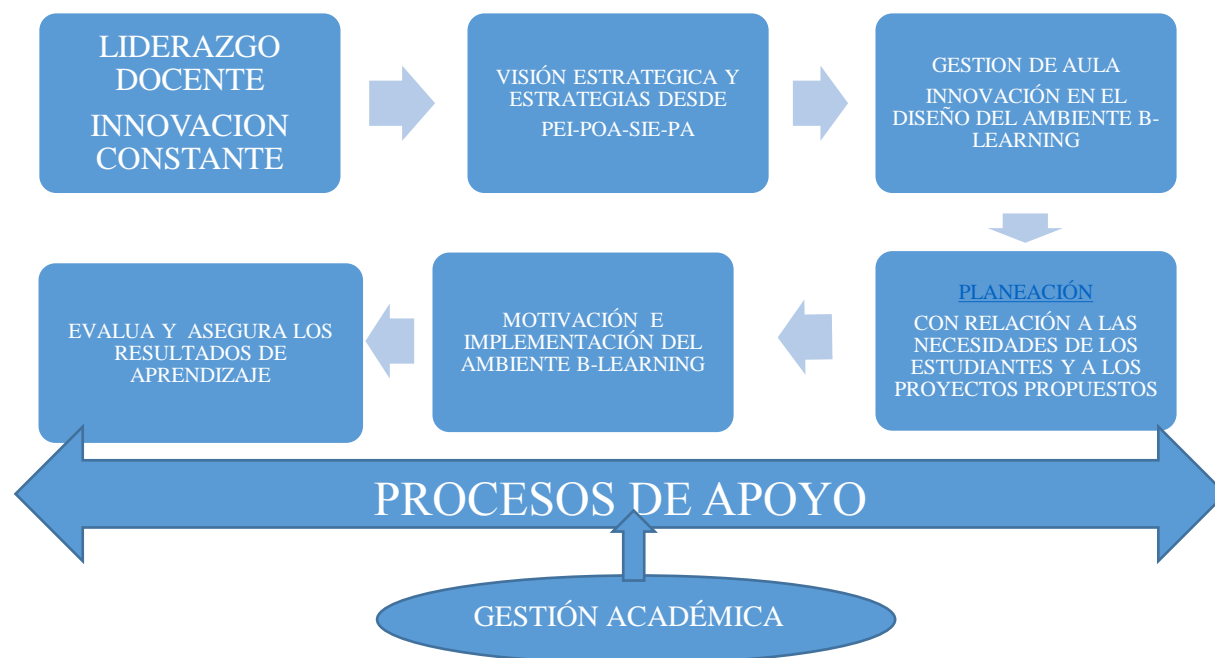 LIDERAZGO
DOCENTE
INNOVACION
CONSTANTE
VISIÓN ESTRATEGICA Y
ESTRATEGIAS DESDE
PEI-POA-SIE-PA
GESTION DE AULA
INNOVACIÓN EN EL
DISEÑO DEL AMBIENTE B-
LEARNING
PLANEACIÓN
CON RELACIÓN A LAS
NECESIDADES DE LOS
ESTUDIANTES Y A LOS
PROYECTOS PROPUESTOS
MOTIVACIÓN E
IMPLEMENTACIÓN DEL
AMBIENTE B-LEARNING
EVALUA Y ASEGURA LOS
RESULTADOS DE
APRENDIZAJE
PROCESOS DE APOYO
GESTIÓN ACADÉMICA